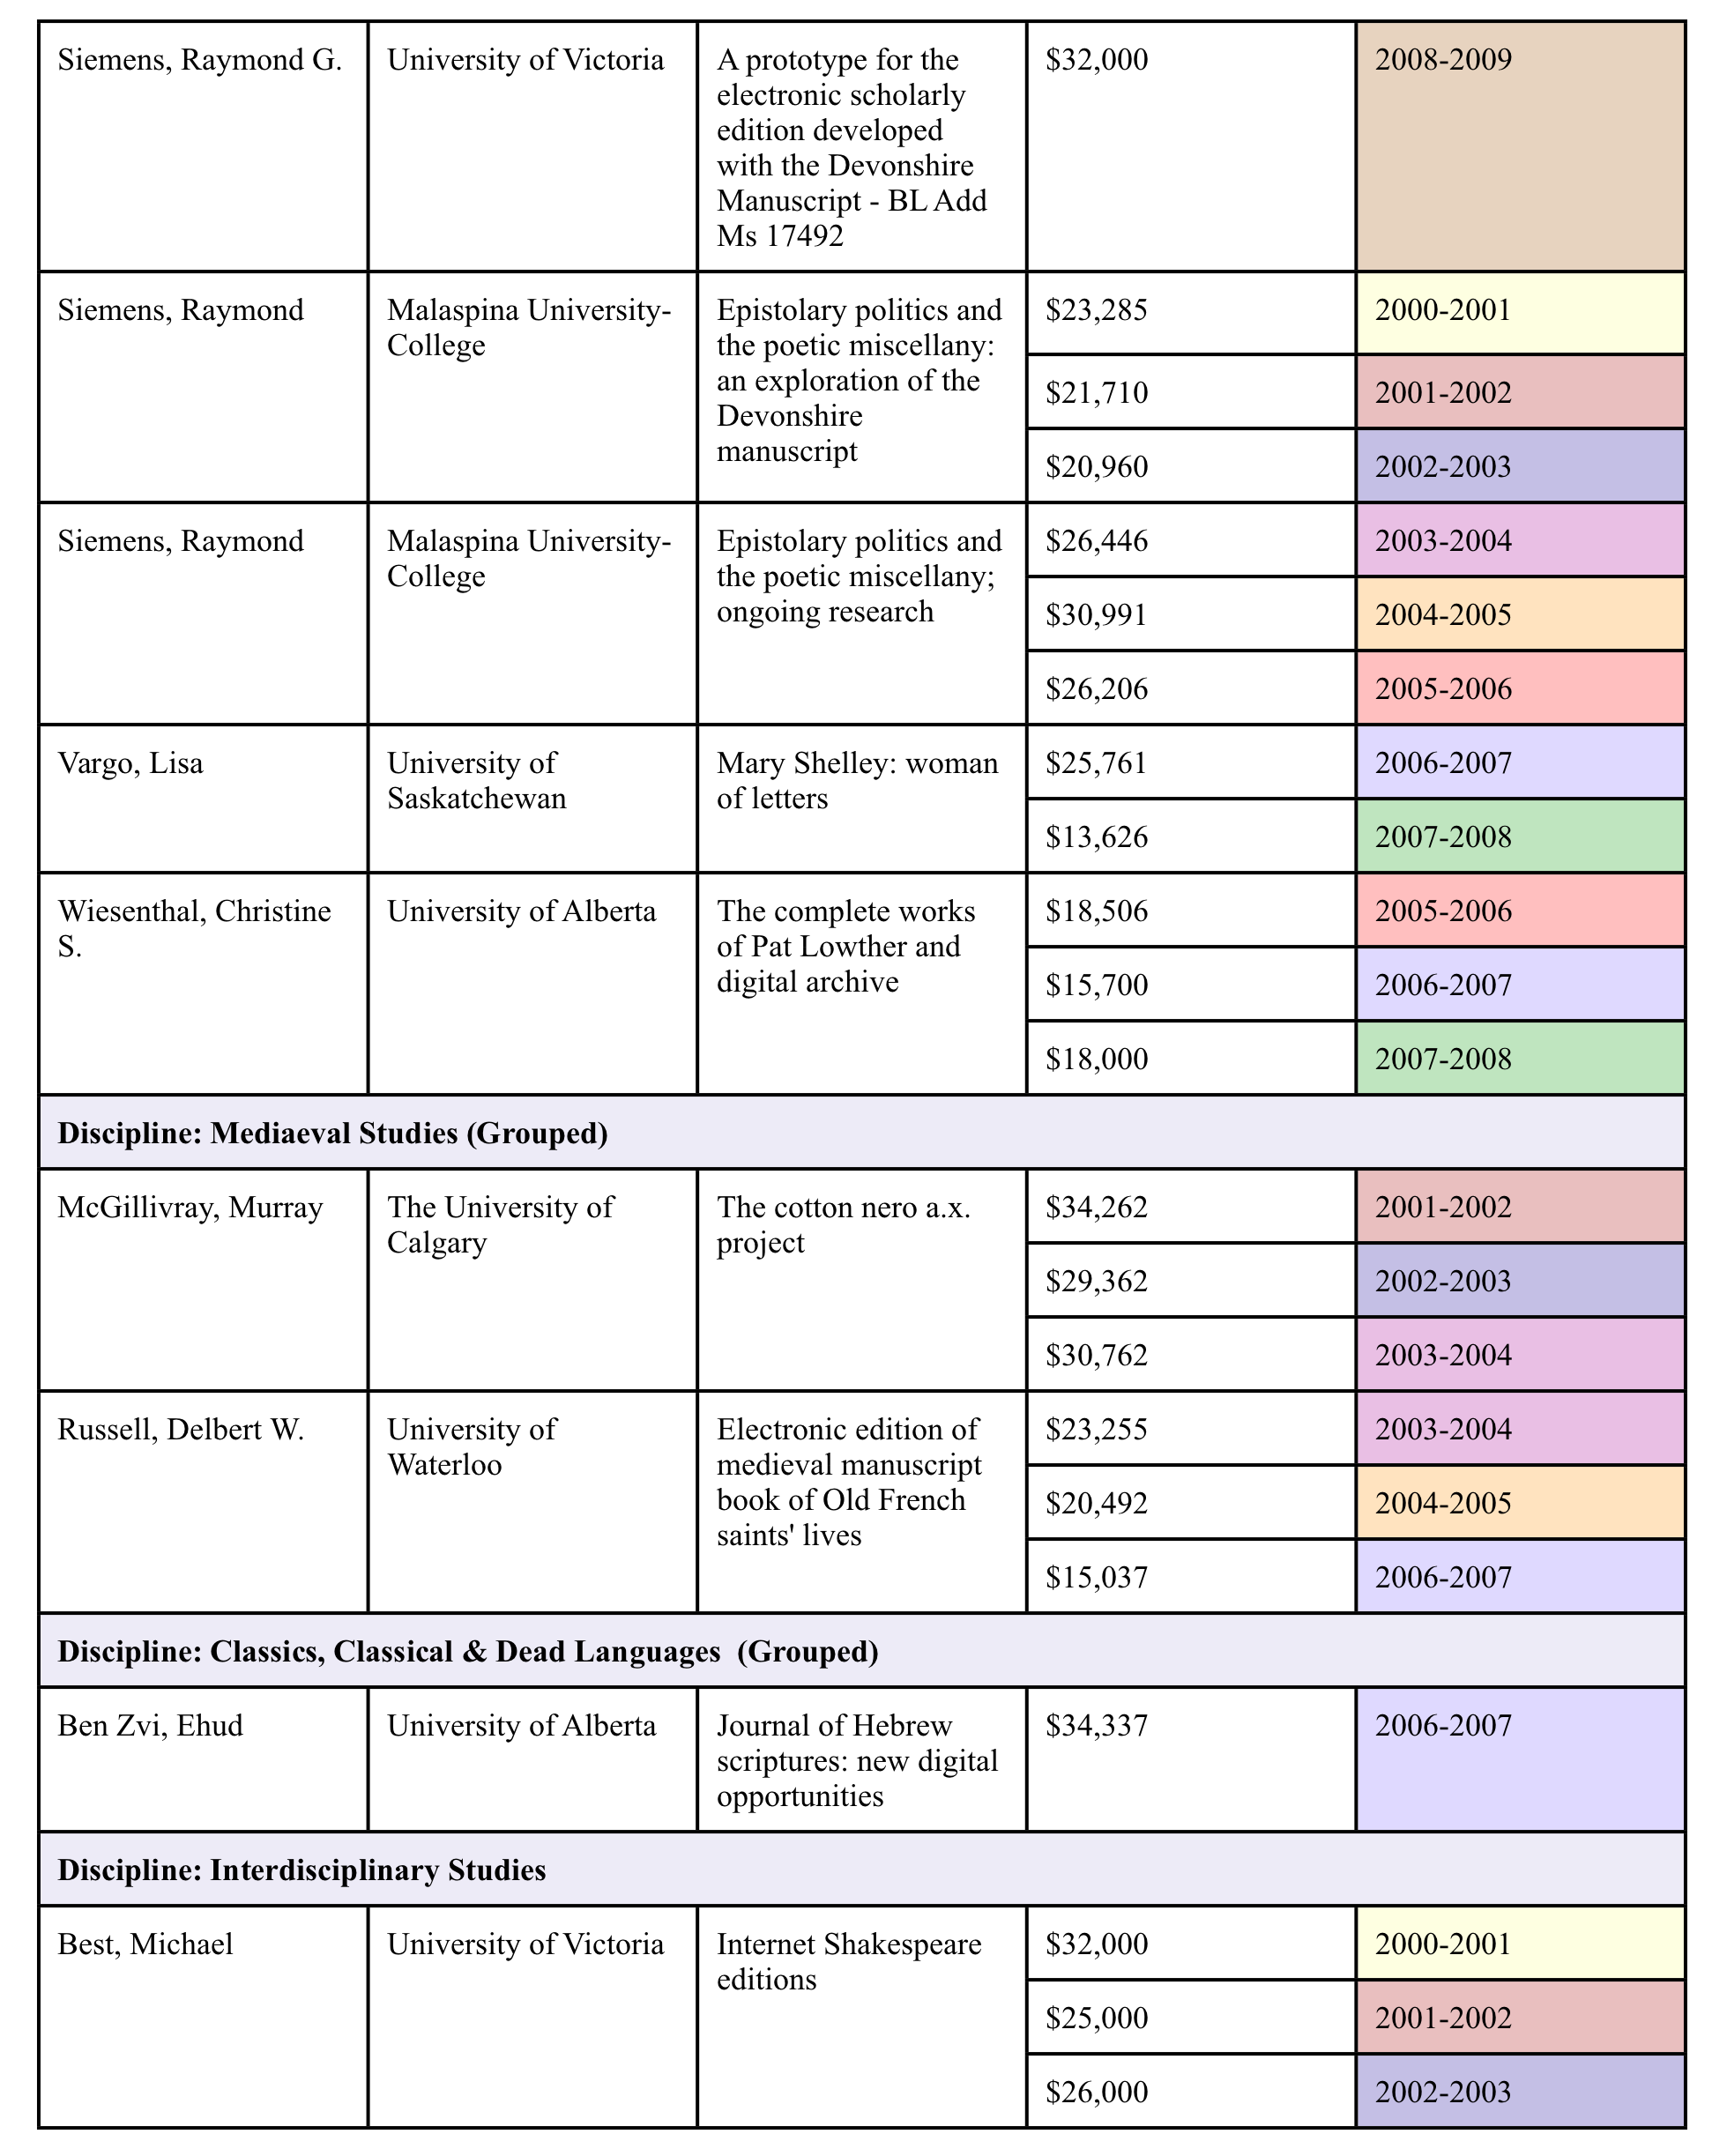 Siemens, Raymond G.
University of Victoria
A prototype for the
electronic scholarly
edition developed
with the Devonshire
Manuscript - BL Add
Ms 17492
$32,000
2008-2009
Siemens, Raymond
Malaspina University-
College
Epistolary politics and
the poetic miscellany:
an exploration of the
Devonshire
manuscript
$23,285
2000-2001
$21,710
2001-2002
$20,960
2002-2003
Siemens, Raymond
Malaspina University-
College
Epistolary politics and
the poetic miscellany;
ongoing research
$26,446
2003-2004
$30,991
2004-2005
$26,206
2005-2006
Vargo, Lisa
University of
Saskatchewan
Mary Shelley: woman
of letters
$25,761
2006-2007
$13,626
2007-2008
Wiesenthal, Christine
S.
University of Alberta
The complete works
of Pat Lowther and
digital archive
$18,506
2005-2006
$15,700
2006-2007
$18,000
2007-2008
Discipline: Mediaeval Studies (Grouped)
McGillivray, Murray
The University of
Calgary
The cotton nero a.x.
project
$34,262
2001-2002
$29,362
2002-2003
$30,762
2003-2004
Russell, Delbert W.
University of
Waterloo
Electronic edition of
medieval manuscript
book of Old French
saints' lives
$23,255
2003-2004
$20,492
2004-2005
$15,037
2006-2007
Discipline: Classics, Classical & Dead Languages  (Grouped)
Ben Zvi, Ehud
University of Alberta
Journal of Hebrew
scriptures: new digital
opportunities
$34,337
2006-2007
Discipline: Interdisciplinary Studies
Best, Michael
University of Victoria
Internet Shakespeare
editions
$32,000
2000-2001
$25,000
2001-2002
$26,000
2002-2003